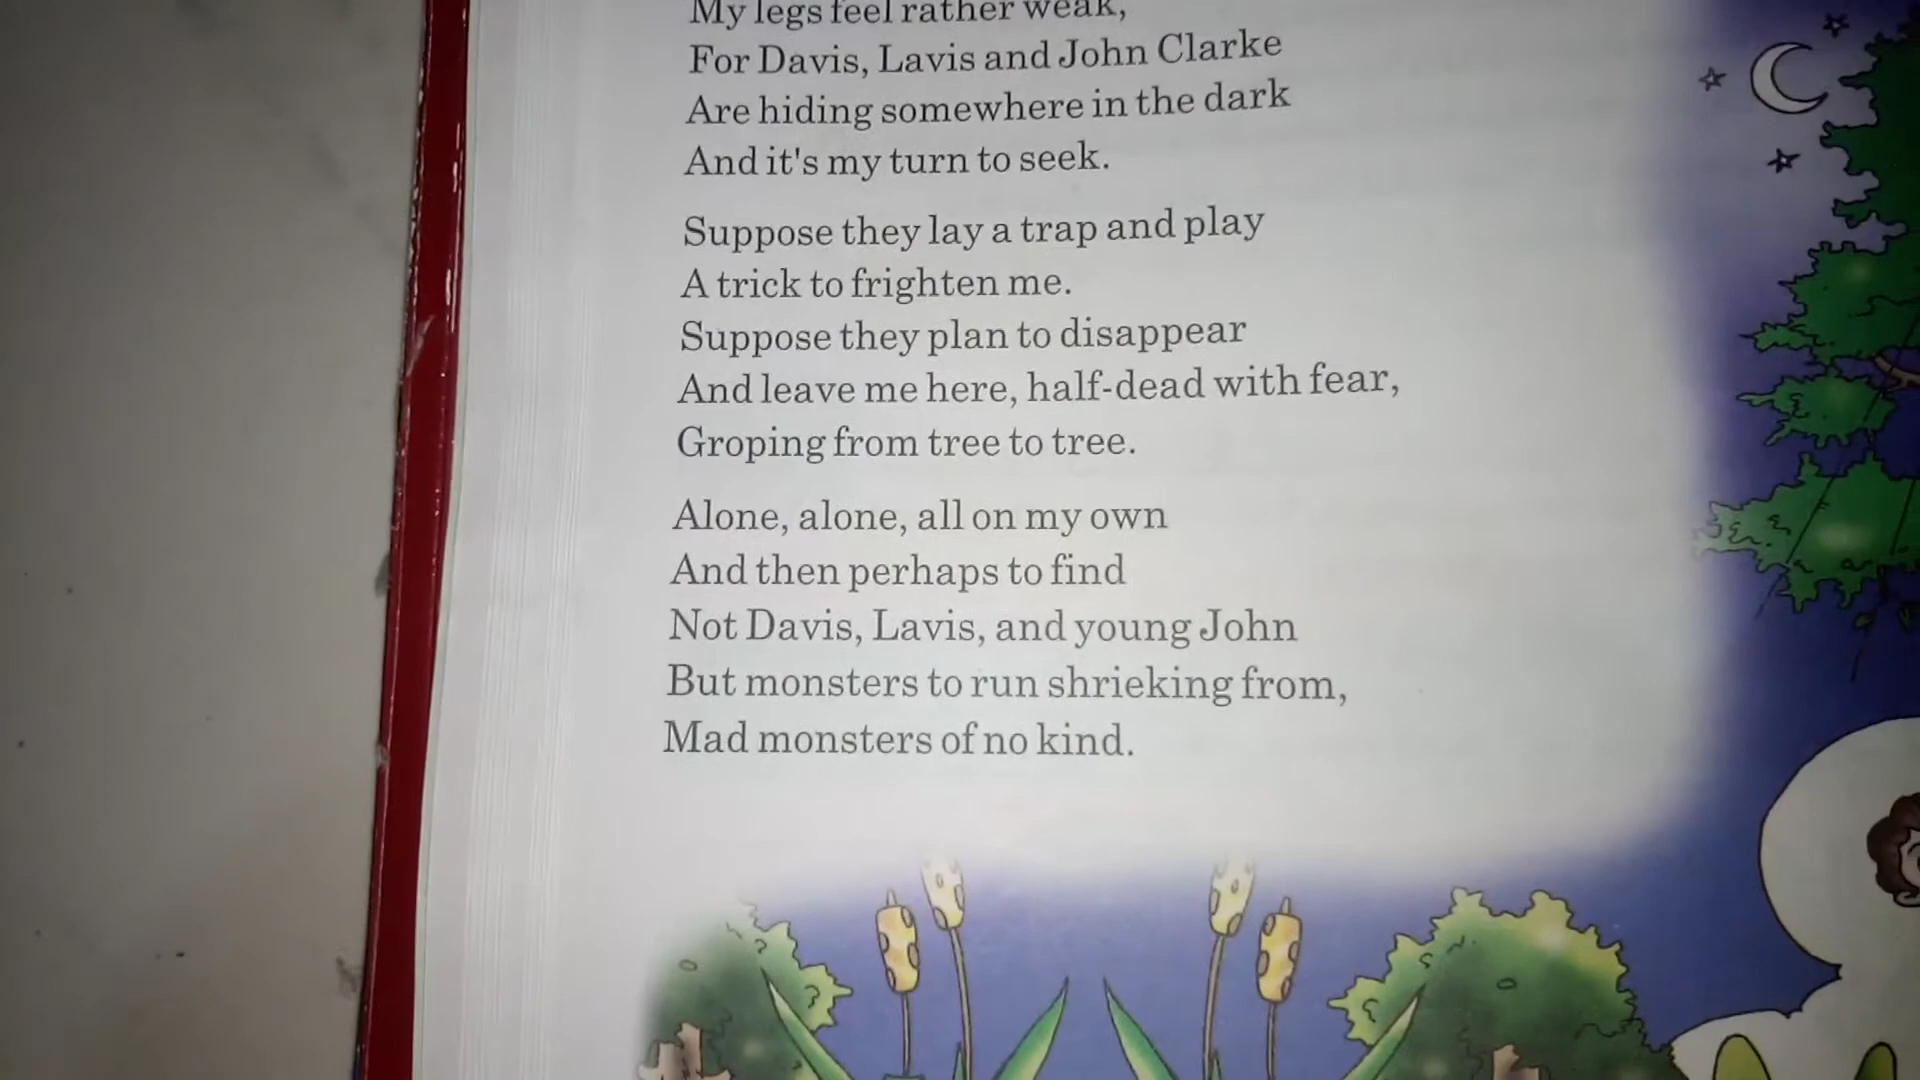 My legs feel rather weak,
For Davis, Lavis and John Clarke
Are hiding somewhere in the dark
And it's my turn to seek.
Suppose they lay a trap and play
A trick to frighten me.
Suppose they plan to disappear
And leave me here, half-dead with fear,
Groping from tree to tree.
Alone, alone, all on my own
And then perhaps to find
Not Davis, Lavis, and young John
But monsters to run shrieking from,
Mad monsters of no kind.